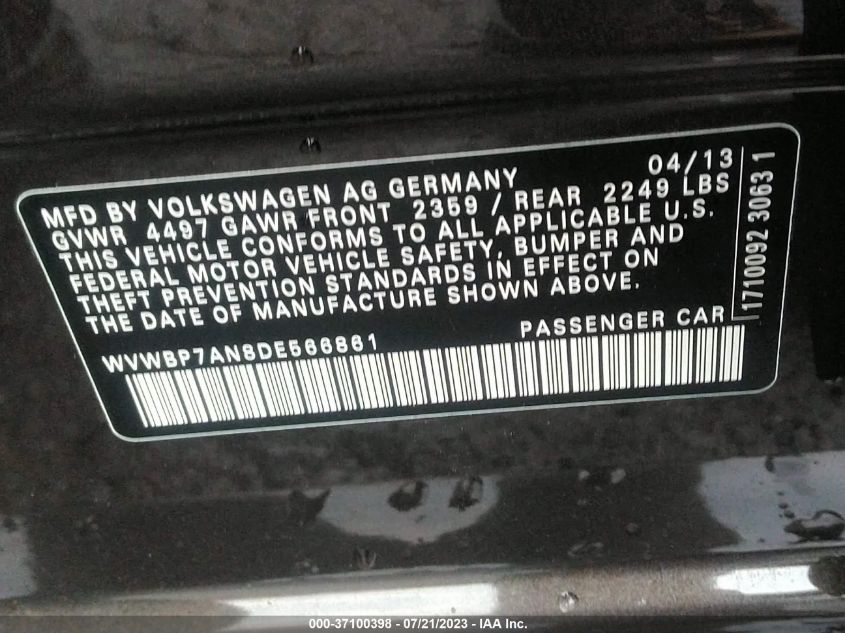 04/13
MFD BY VOLKSWAGEN AG GERMANY
GVWR 4497 GAWR FRONT 2359 / REAR 2249 LBS
THIS VEHICLE CONFORMS TO ALL APPLICABLE U.S.
FEDERAL MOTOR VEHICLE SAFETY, BUMPER AND
THEFT PREVENTION STANDARDS IN EFFECT ON
THE DATE OF MANUFACTURE SHOWN ABOVE.
WVWBP7AN8DE566861 PASSENGER CAR
1710092 3063 1
000-37100398 - 07/21/2023 - IAA Inc.